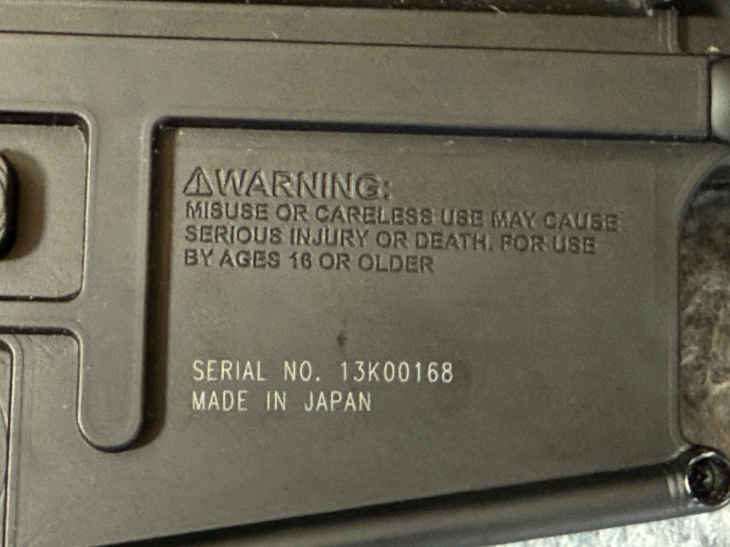 ⚠WARNING:
MISUSE OR CARELESS USE MAY CAUSE
SERIOUS INJURY OR DEATH. FOR USE
BY AGES 16 OR OLDER
SERIAL NO. 13K00168
MADE IN JAPAN